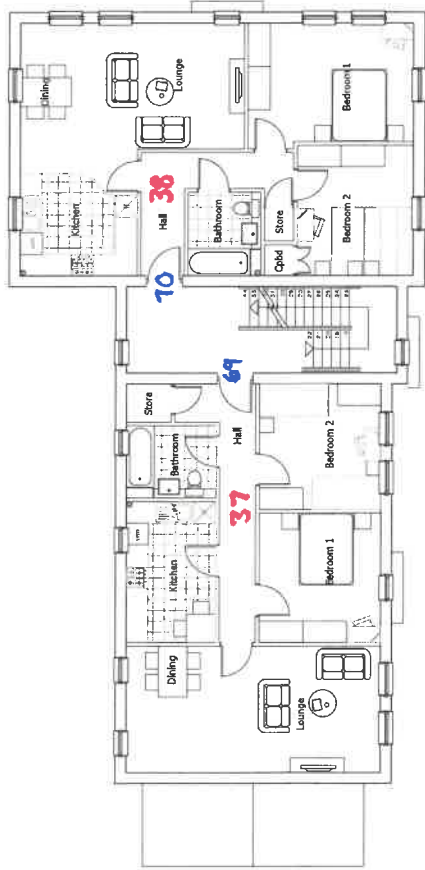 Dining
Lounge
Kitchen
38
Hall
Bathroom
Store
Cpbd
Bedroom 1
Bedroom 2
70
69
Store
Bathroom
Hall
Kitchen
37
Bedroom 2
Bedroom 1
Dining
Lounge